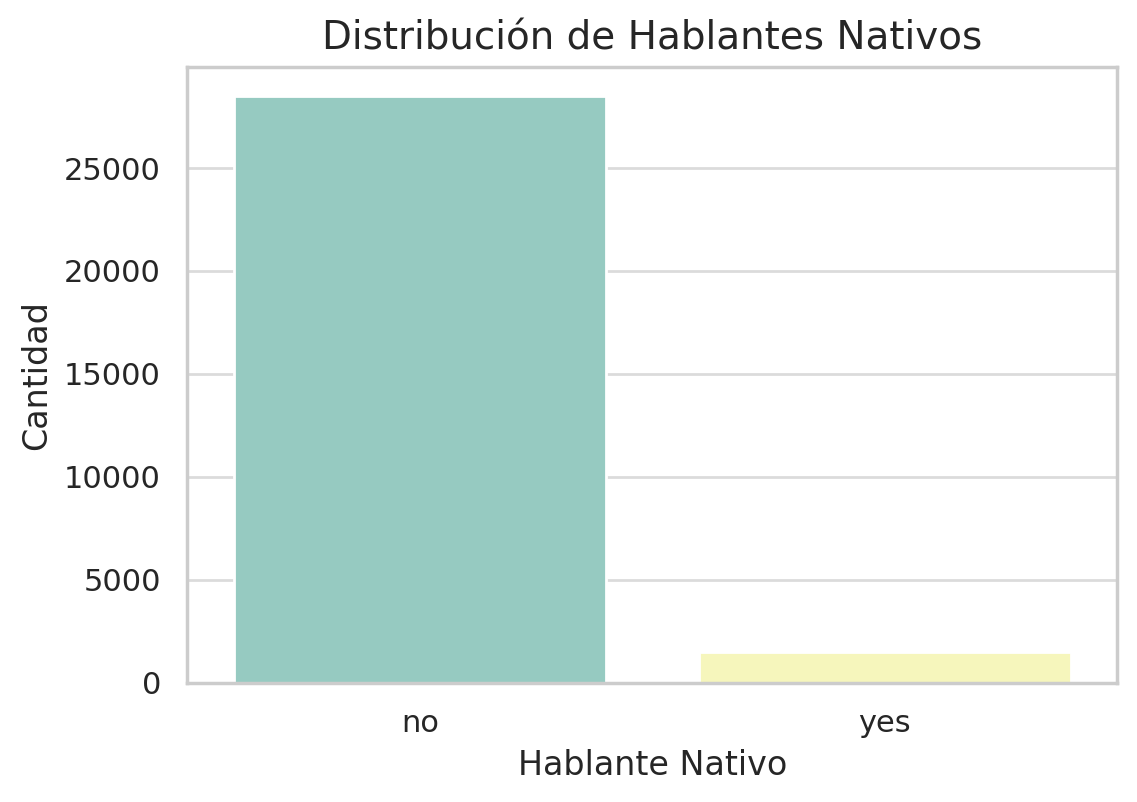 Distribución de Hablantes Nativos
Cantidad
25000
20000
15000
10000
5000
0
no
yes
Hablante Nativo